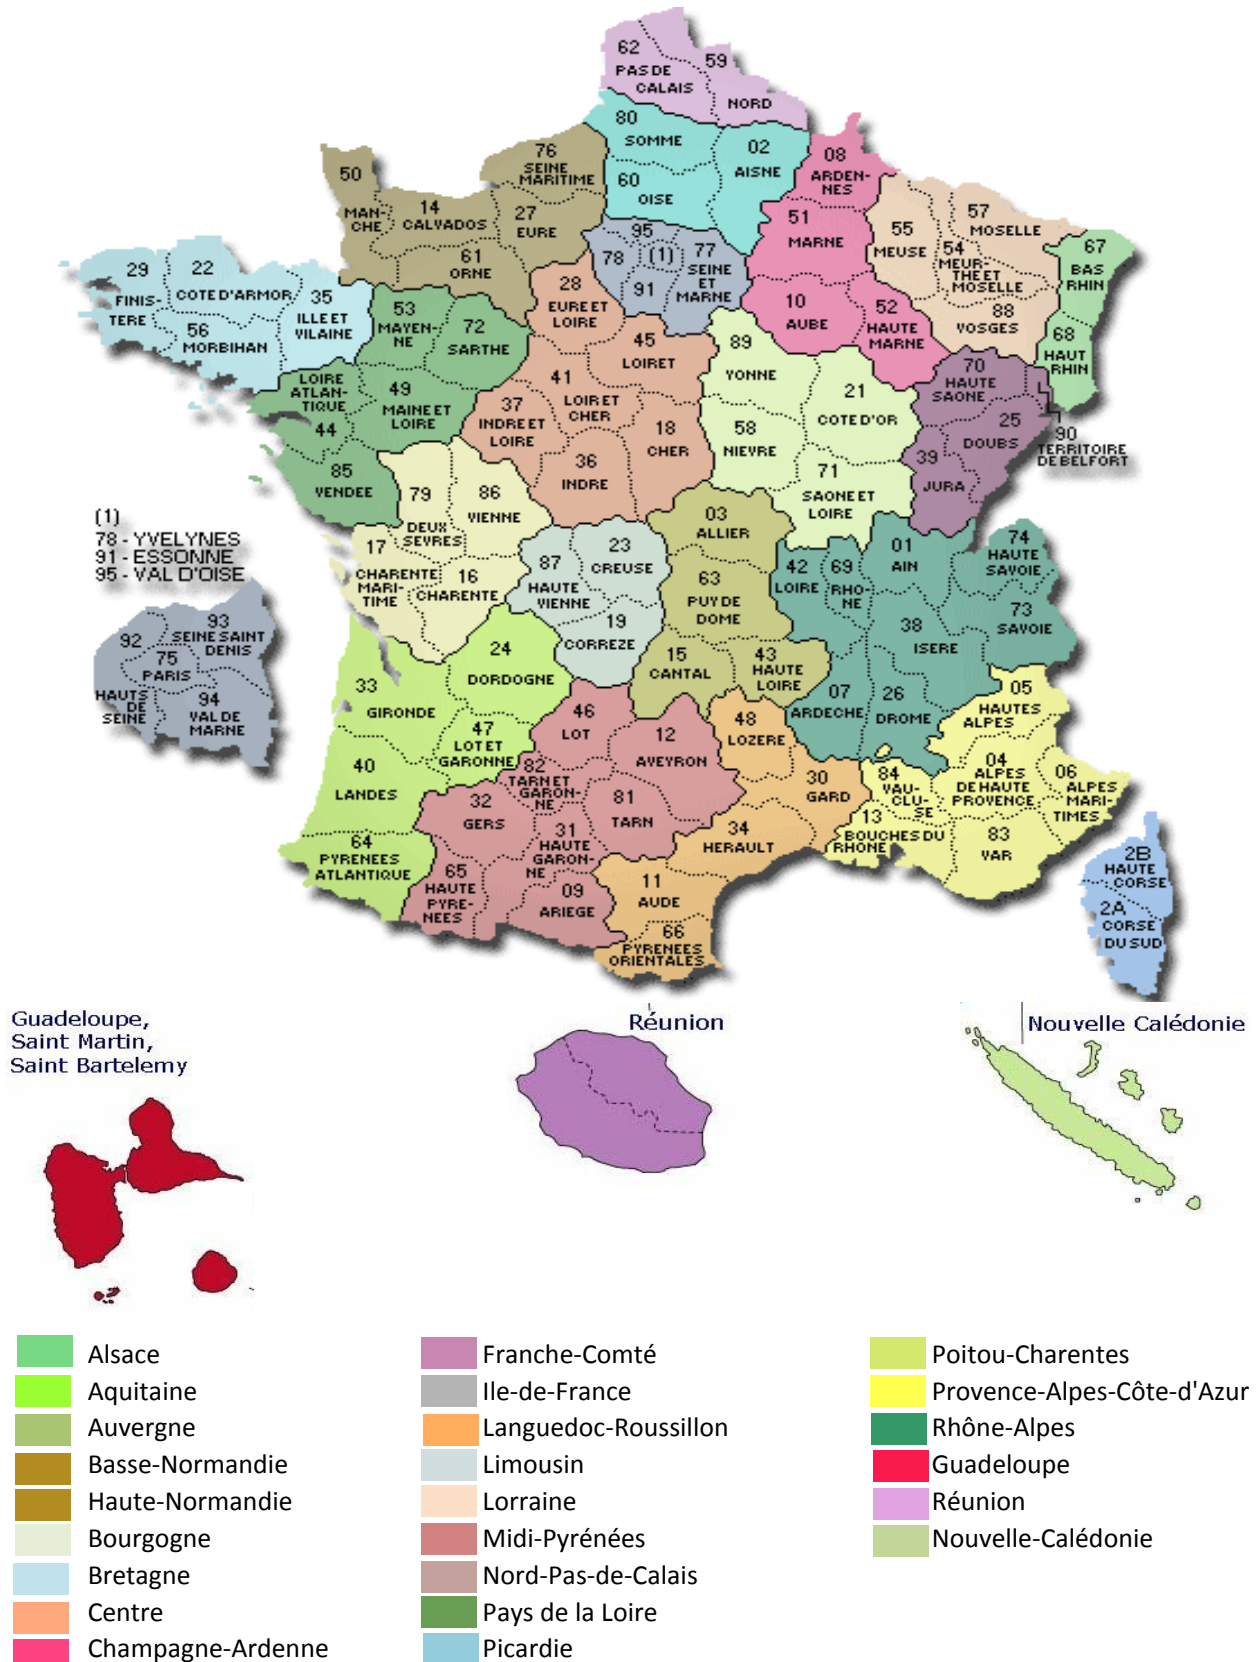 62
PAS DE
CALAIS
59
NORD
80
SOMME
02
AISNE
60
OISE
08
ARDEN-
NES
76
SEINE
MARITIME
50
MAN-
CHE
14
CALVADOS
27
EURE
61
ORNE
95
78
(1)
77
SEINE
ET
MARNE
91
51
MARNE
10
AUBE
52
HAUTE
MARNE
55
MEUSE
54
MEUR-
THE ET
MOSELLE
57
MOSELLE
88
VOSGES
67
BAS
RHIN
68
HAUT
RHIN
29
FINIS-
TERE
22
COTE D'ARMOR
56
MORBIHAN
35
ILLE ET
VILAINE
53
MAYEN-
NE
72
SARTHE
LOIRE
ATLAN-
TIQUE
44
49
MAINE ET
LOIRE
85
VENDEE
28
EURE ET
LOIRE
45
LOIRET
41
LOIR ET
CHER
37
INDRE ET
LOIRE
18
CHER
36
INDRE
89
YONNE
21
COTE D'OR
58
NIEVRE
71
SAONE ET
LOIRE
70
HAUTE
SAONE
25
DOUBS
39
JURA
90
TERRITOIRE
DE BELFORT
79
DEUX
SEVRES
86
VIENNE
17
CHARENTE
MARI-
TIME
16
CHARENTE
87
HAUTE
VIENNE
23
CREUSE
19
CORREZE
03
ALLIER
63
PUY DE
DOME
15
CANTAL
43
HAUTE
LOIRE
42
LOIRE
69
RHO-
NE
01
AIN
74
HAUTE
SAVOIE
73
SAVOIE
38
ISERE
07
ARDECHE
26
DROME
24
DORDOGNE
33
GIRONDE
47
LOT ET
GARONNE
40
LANDES
64
PYRENEES
ATLANTIQUE
46
LOT
12
AVEYRON
82
TARN ET
GARON-
NE
32
GERS
81
TARN
31
HAUTE
GARON-
NE
65
HAUTE
PYRE-
NEES
09
ARIEGE
48
LOZERE
30
GARD
34
HERAULT
11
AUDE
66
PYRENEES
ORIENTALES
05
HAUTES
ALPES
04
ALPES
DE HAUTE
PROVENCE
06
ALPES
MARI-
TIMES
84
VAU-
CLU-
SE
13
BOUCHES DU
RHONE
83
VAR
2B
HAUTE
CORSE
2A
CORSE
DU SUD
(1)
78 - YVELYNES
91 - ESSONNE
95 - VAL D'OISE
92
HAUTS
DE
SEINE
93
SEINE SAINT
DENIS
75
PARIS
94
VAL DE
MARNE
Guadeloupe,
Saint Martin,
Saint Bartelemy
Réunion
Nouvelle Calédonie
Alsace
Aquitaine
Auvergne
Basse-Normandie
Haute-Normandie
Bourgogne
Bretagne
Centre
Champagne-Ardenne
Franche-Comté
Ile-de-France
Languedoc-Roussillon
Limousin
Lorraine
Midi-Pyrénées
Nord-Pas-de-Calais
Pays de la Loire
Picardie
Poitou-Charentes
Provence-Alpes-Côte-d'Azur
Rhône-Alpes
Guadeloupe
Réunion
Nouvelle-Calédonie